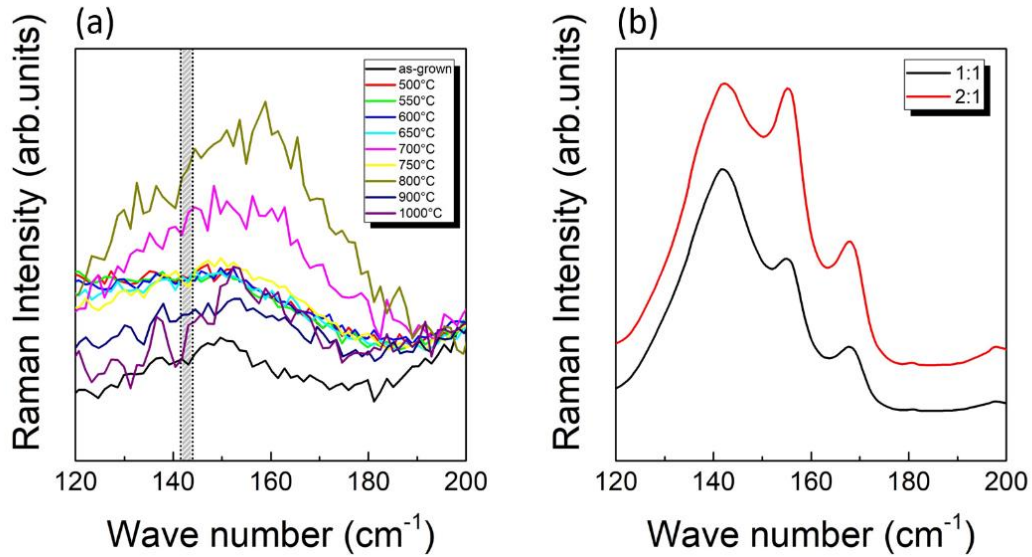 (a)
Raman Intensity (arb.units)
as-grown
500°C
550°C
600°C
650°C
700°C
750°C
800°C
900°C
1000°C
120 140 160 180 200
Wave number (cm⁻¹)
(b)
Raman Intensity (arb.units)
1:1
2:1
120 140 160 180 200
Wave number (cm⁻¹)